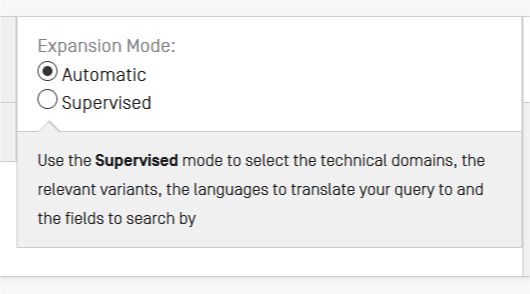 Expansion Mode:
Automatic
Supervised
Use the Supervised mode to select the technical domains, the
relevant variants, the languages to translate your query to and
the fields to search by